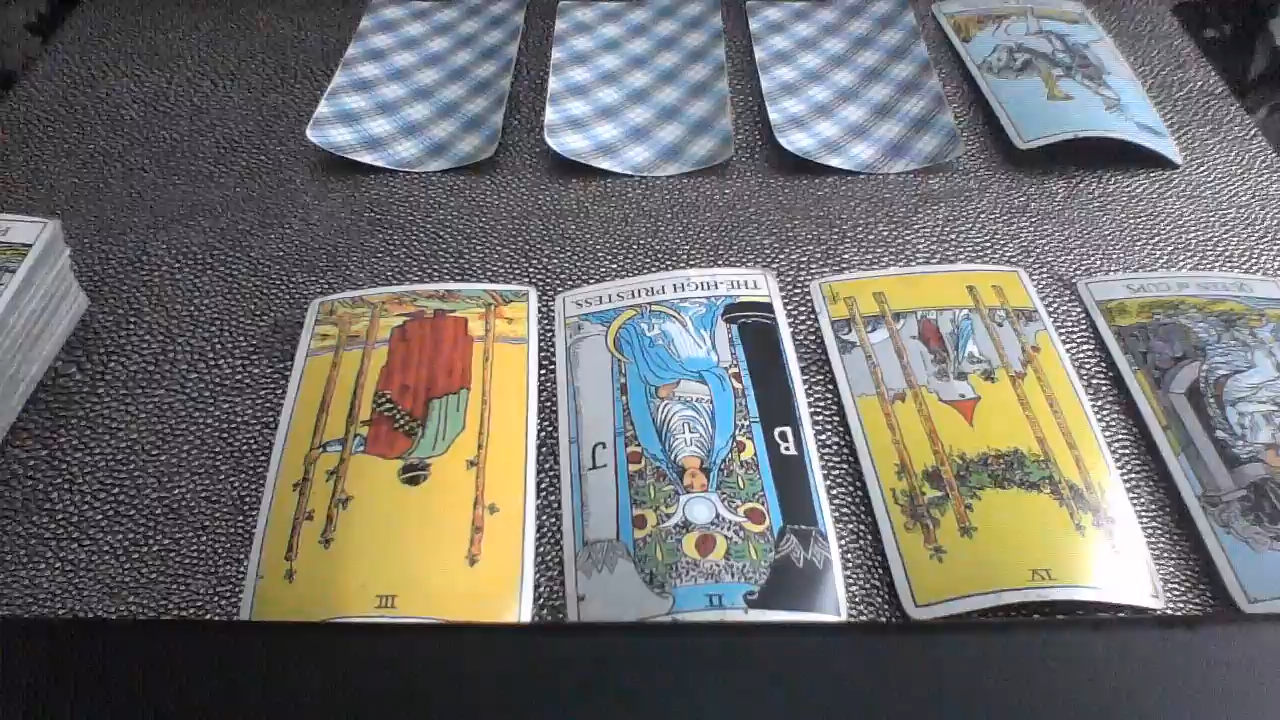 THE HIGH PRIESTESS
QUEEN of CUPS
J
B
III
II
IV